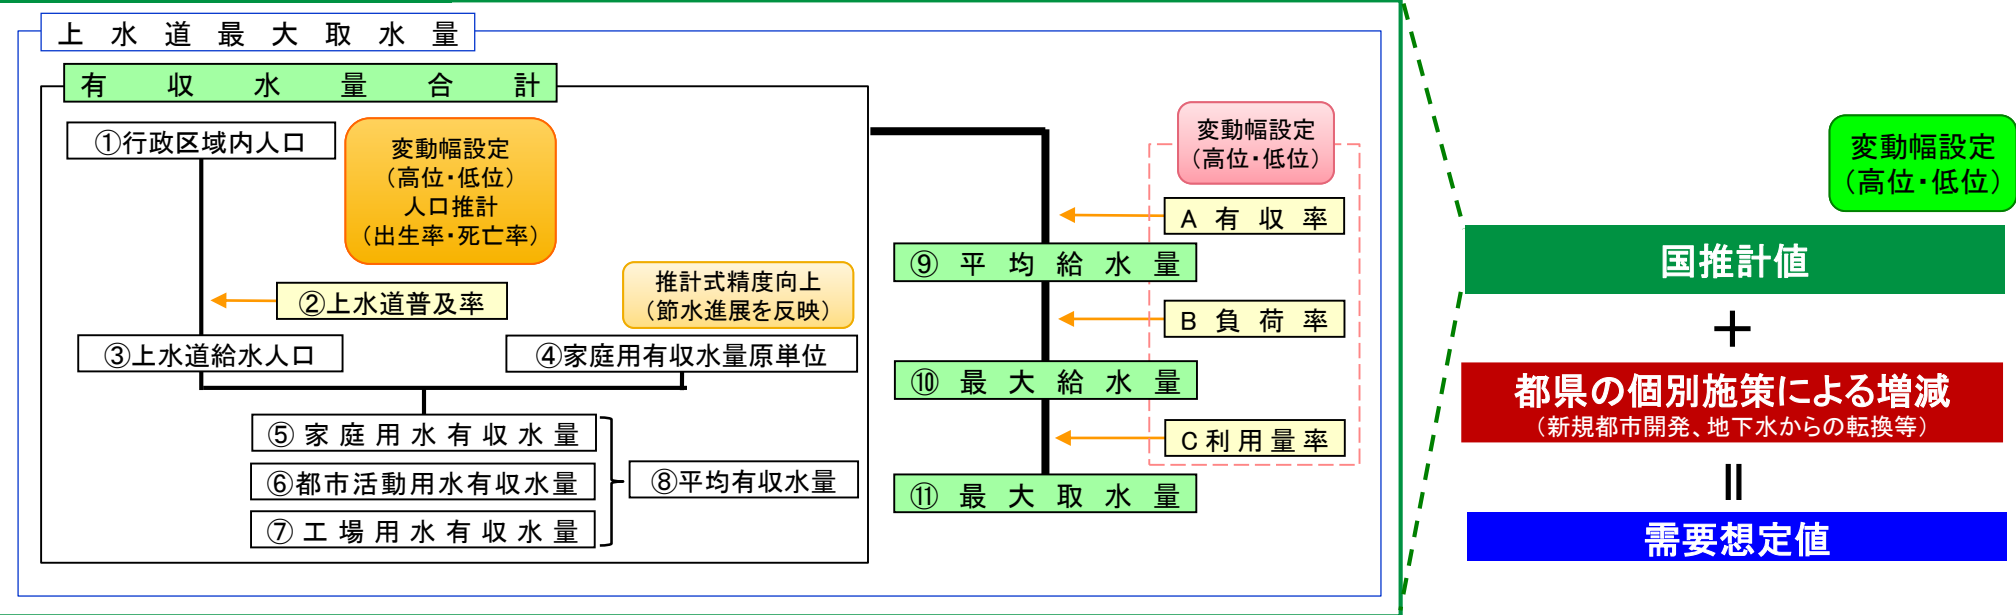 上水道最大取水量
有収水量合計
①行政区域内人口
変動幅設定
（高位・低位）
人口推計
（出生率・死亡率）
②上水道普及率
推計式精度向上
（節水進展を反映）
③上水道給水人口
④家庭用有収水量原単位
⑤家庭用水有収水量
⑥都市活動用水有収水量
⑦工場用水有収水量
⑧平均有収水量
変動幅設定
（高位・低位）
A有収率
⑨平均給水量
B負荷率
⑩最大給水量
C利用量率
⑪最大取水量
変動幅設定
（高位・低位）
国推計値
＋
都県の個別施策による増減
（新規都市開発、地下水からの転換等）
＝
需要想定値